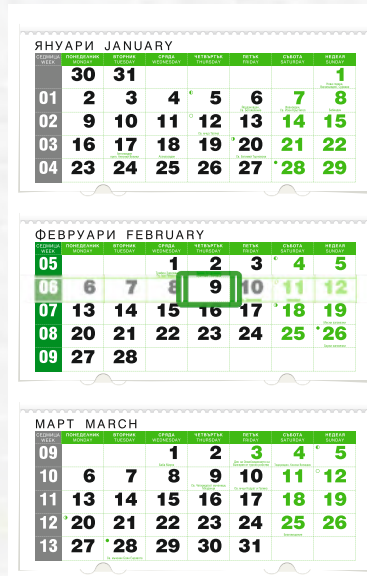 ЯНУАРИ JANUARY
СЕДМИЦА ПОНЕДЕЛНИК ВТОРНИК СРЯДА ЧЕТВЪРТЪК ПЕТЪК СЪБОТА НЕДЕЛЯ
WEEK MONDAY TUESDAY WEDNESDAY THURSDAY FRIDAY SATURDAY SUNDAY
30 31 1
01 2 3 4 5 6 7 8
02 9 10 11 12 13 14 15
03 16 17 18 19 20 21 22
04 23 24 25 26 27 28 29
ФЕВРУАРИ FEBRUARY
СЕДМИЦА ПОНЕДЕЛНИК ВТОРНИК СРЯДА ЧЕТВЪРТЪК ПЕТЪК СЪБОТА НЕДЕЛЯ
WEEK MONDAY TUESDAY WEDNESDAY THURSDAY FRIDAY SATURDAY SUNDAY
05 1 2 3 4 5
06 6 7 8 9 10 11 12
07 13 14 15 16 17 18 19
08 20 21 22 23 24 25 26
09 27 28
МАРТ MARCH
СЕДМИЦА ПОНЕДЕЛНИК ВТОРНИК СРЯДА ЧЕТВЪРТЪК ПЕТЪК СЪБОТА НЕДЕЛЯ
WEEK MONDAY TUESDAY WEDNESDAY THURSDAY FRIDAY SATURDAY SUNDAY
09 1 2 3 4 5
10 6 7 8 9 10 11 12
11 13 14 15 16 17 18 19
12 20 21 22 23 24 25 26
13 27 28 29 30 31